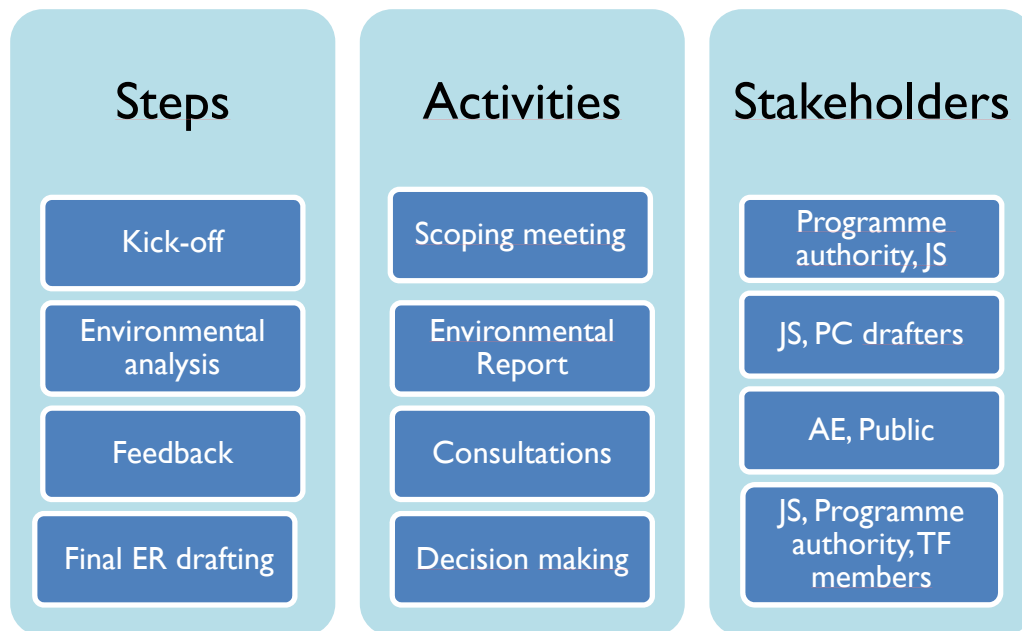 Steps
Kick-off
Environmental
analysis
Feedback
Final ER drafting
Activities
Scoping meeting
Environmental
Report
Consultations
Decision making
Stakeholders
Programme
authority, JS
JS, PC drafters
AE, Public
JS, Programme
authority, TF
members